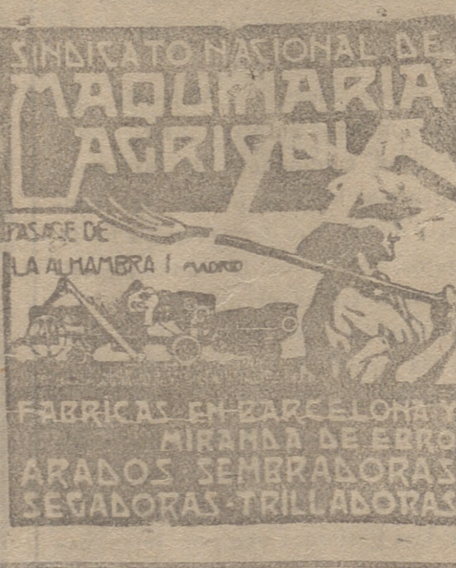 SINDICATO NACIONAL DE
MAQUINARIA
AGRICOLA
PASAGE DE
LA ALHAMBRA 1 MADRID
FABRICAS EN BARCELONA Y
MIRANDA DE EBRO
ARADOS SEMBRADORAS
SEGADORAS-TRILLADORAS